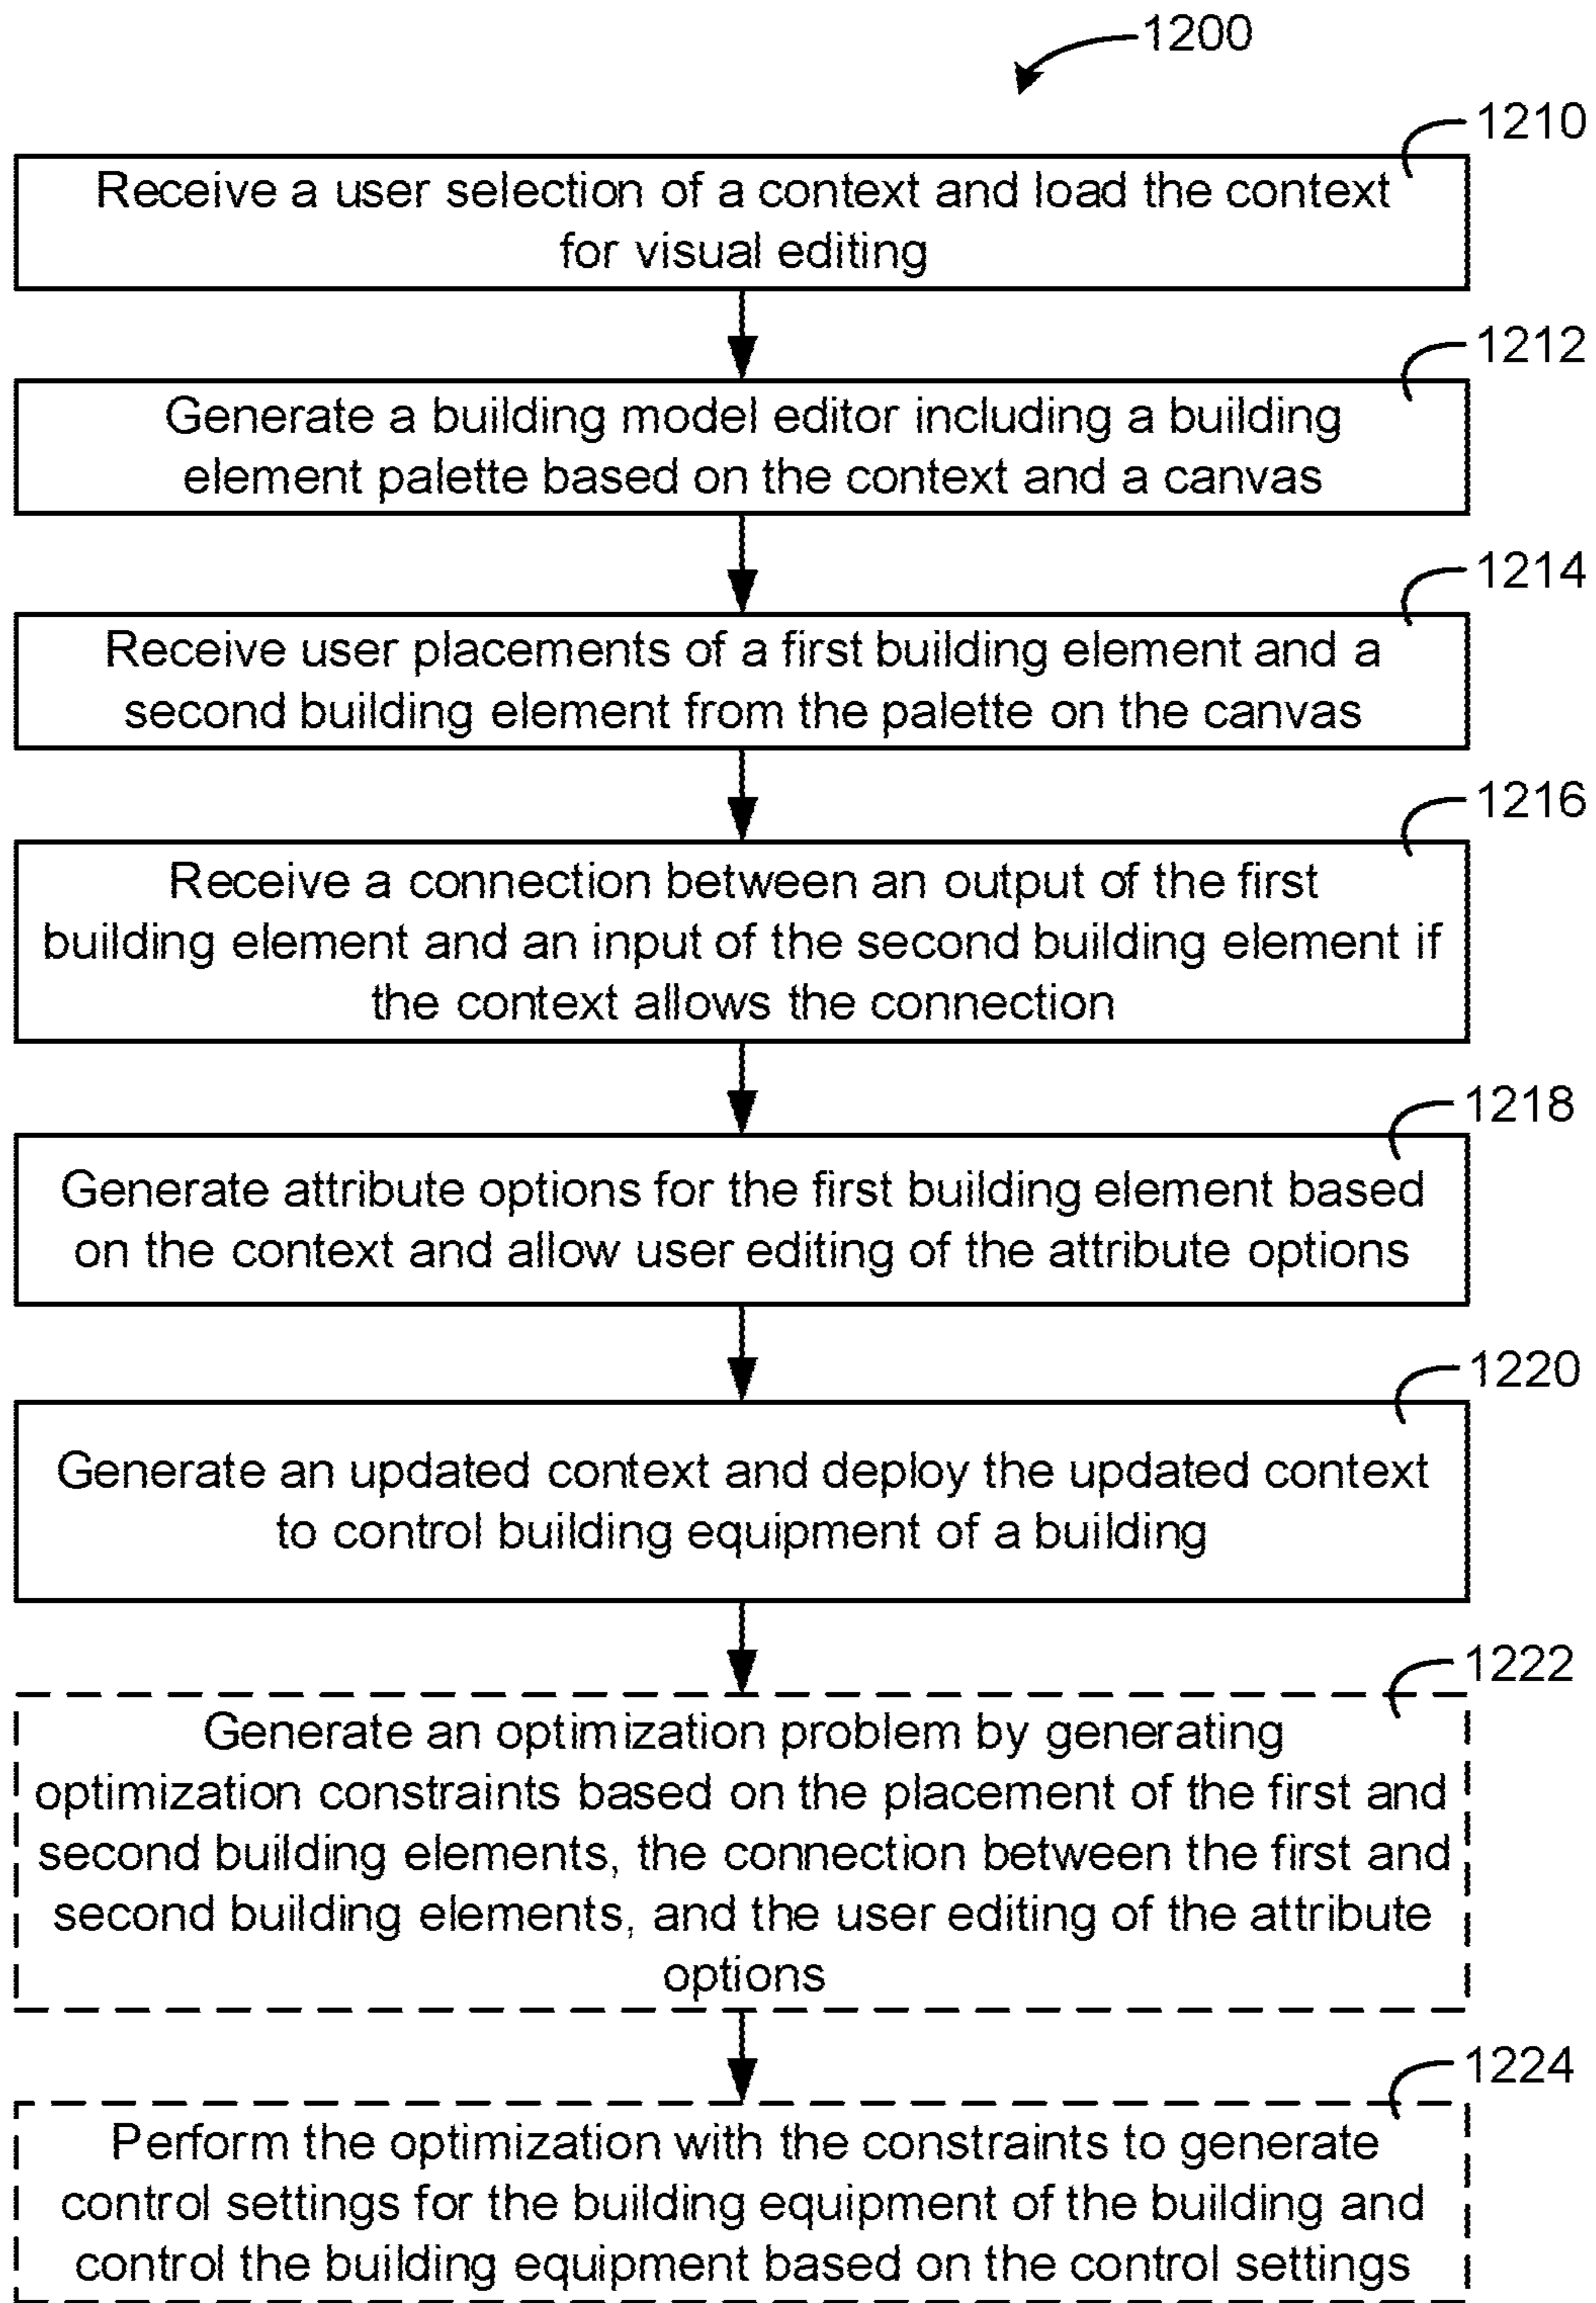 1200
1210
Receive a user selection of a context and load the context
for visual editing
1212
Generate a building model editor including a building
element palette based on the context and a canvas
1214
Receive user placements of a first building element and a
second building element from the palette on the canvas
1216
Receive a connection between an output of the first
building element and an input of the second building element if
the context allows the connection
1218
Generate attribute options for the first building element based
on the context and allow user editing of the attribute options
1220
Generate an updated context and deploy the updated context
to control building equipment of a building
1222
Generate an optimization problem by generating
optimization constraints based on the placement of the first and
second building elements, the connection between the first and
second building elements, and the user editing of the attribute
options
1224
Perform the optimization with the constraints to generate
control settings for the building equipment of the building and
control the building equipment based on the control settings